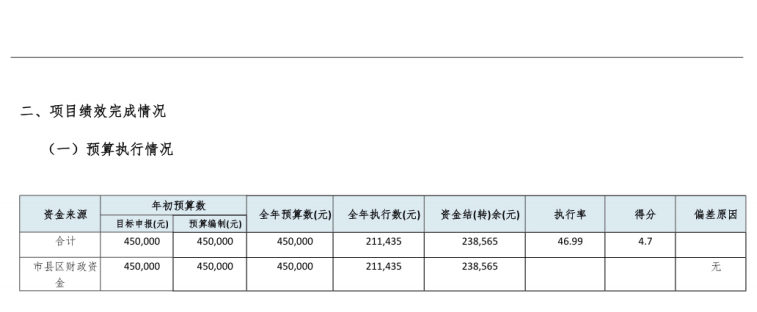 二、项目绩效完成情况
（一）预算执行情况
资金来源 年初预算数 全年预算数(元) 全年执行数(元) 资金结(转)余(元) 执行率 得分 偏差原因
目标申报(元) 预算编制(元)
合计 450,000 450,000 450,000 211,435 238,565 46.99 4.7
市县区财政资金 450,000 450,000 450,000 211,435 238,565 无